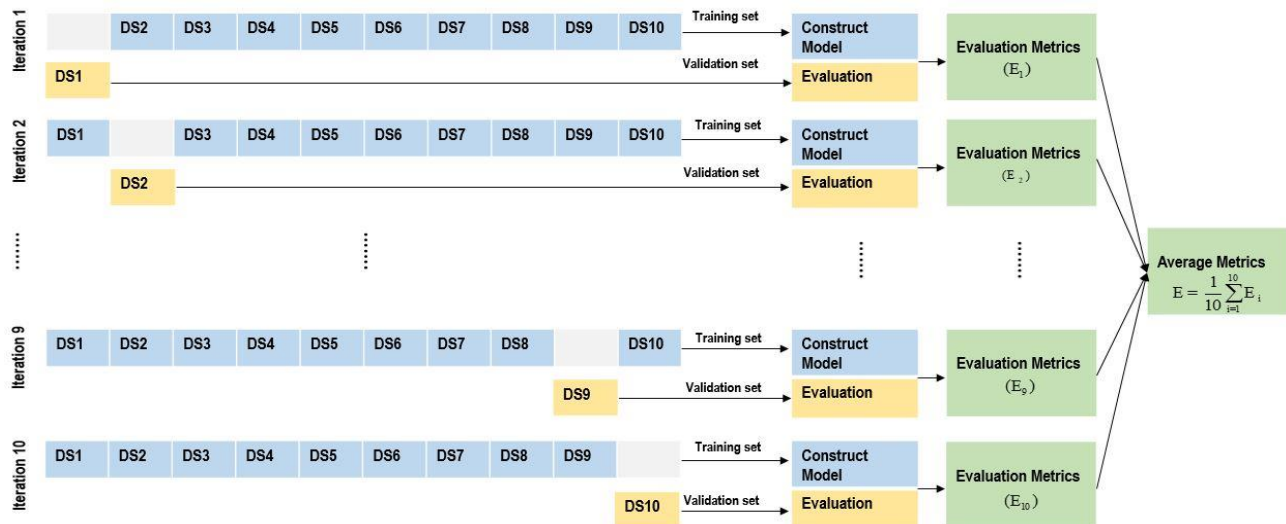 Iteration 1
DS2 DS3 DS4 DS5 DS6 DS7 DS8 DS9 DS10
Training set
Construct
Model
DS1
Validation set
Evaluation
Evaluation Metrics
(E₁)
Iteration 2
DS1 DS3 DS4 DS5 DS6 DS7 DS8 DS9 DS10
Training set
Construct
Model
DS2
Validation set
Evaluation
Evaluation Metrics
(E₂)
.......
Average Metrics
E = 1/10 ∑_{i=1}^{10} E_i
Iteration 9
DS1 DS2 DS3 DS4 DS5 DS6 DS7 DS8 DS10
Training set
Construct
Model
DS9
Validation set
Evaluation
Evaluation Metrics
(E₉)
Iteration 10
DS1 DS2 DS3 DS4 DS5 DS6 DS7 DS8 DS9
Training set
Construct
Model
DS10
Validation set
Evaluation
Evaluation Metrics
(E₁₀)